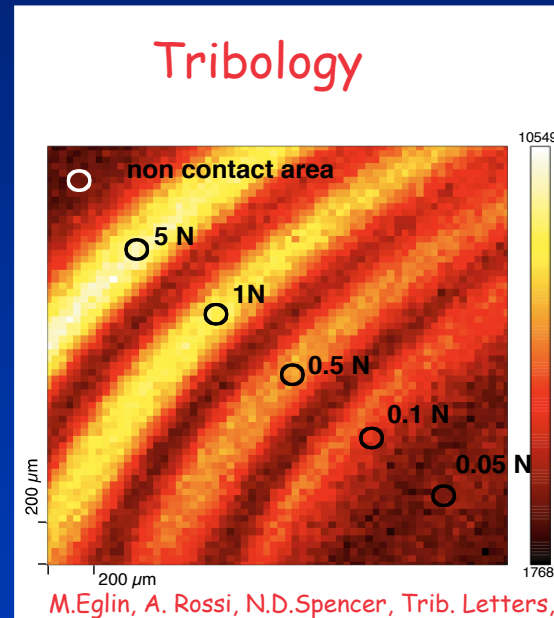 Tribology
10549
non contact area
5 N
1N
0.5 N
0.1 N
0.05 N
200 µm
1768
200 µm
M.Eglin, A. Rossi, N.D.Spencer, Trib. Letters,